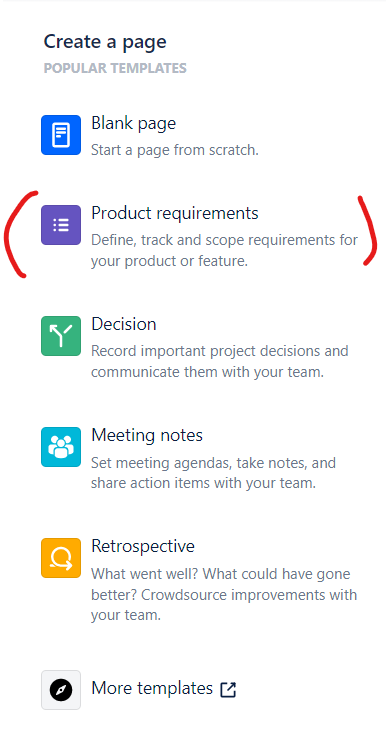 Create a page
POPULAR TEMPLATES
Blank page
Start a page from scratch.
Product requirements
Define, track and scope requirements for
your product or feature.
Decision
Record important project decisions and
communicate them with your team.
Meeting notes
Set meeting agendas, take notes, and
share action items with your team.
Retrospective
What went well? What could have gone
better? Crowdsource improvements with
your team.
More templates